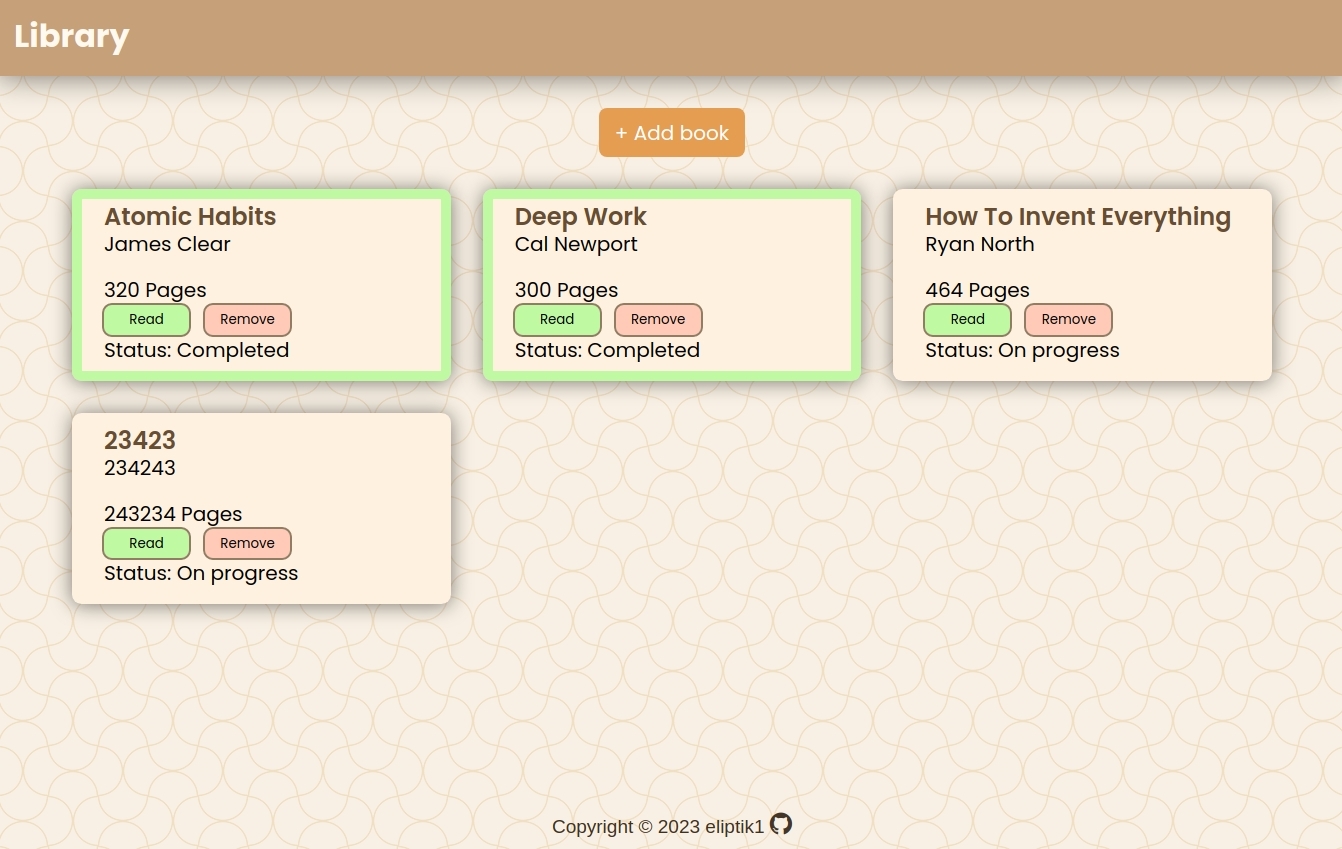 Library
+ Add book
Atomic Habits
James Clear
320 Pages
Read Remove
Status: Completed
Deep Work
Cal Newport
300 Pages
Read Remove
Status: Completed
How To Invent Everything
Ryan North
464 Pages
Read Remove
Status: On progress
23423
234243
243234 Pages
Read Remove
Status: On progress
Copyright © 2023 eliptik1